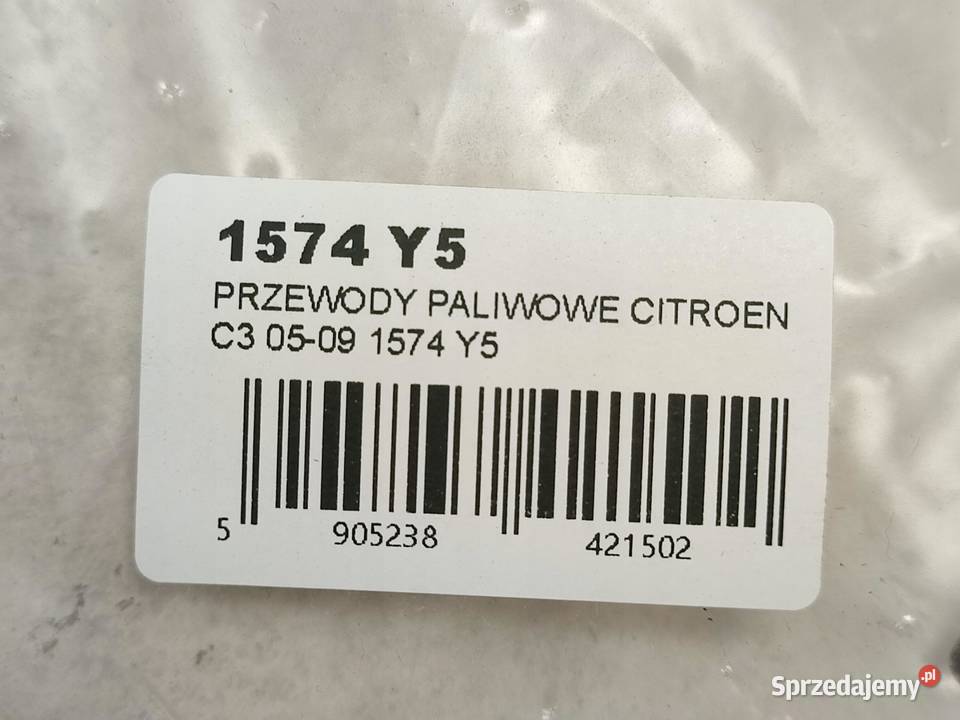 1574 Y5
PRZEWODY PALIWOWE CITROEN
C3 05-09 1574 Y5
5 905238 421502
Sprzedajemy.pl